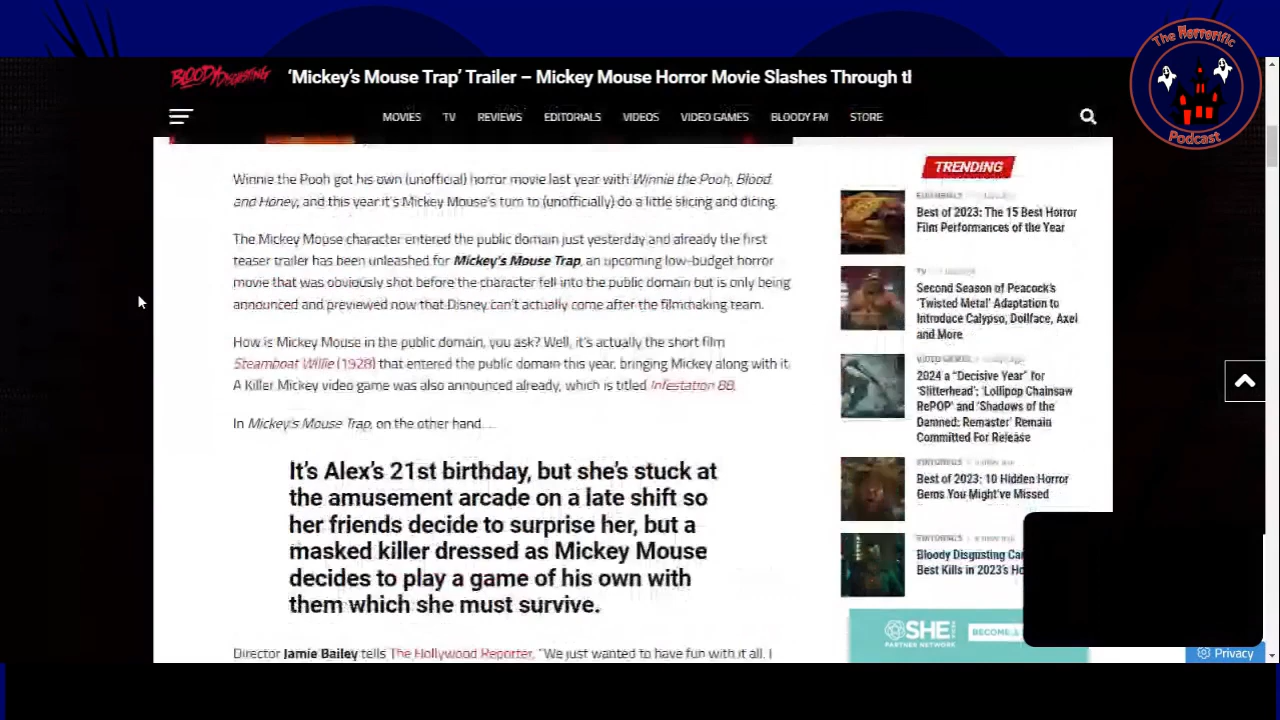 The Horrorific
Podcast
BLOODY DISGUSTING
‘Mickey’s Mouse Trap’ Trailer – Mickey Mouse Horror Movie Slashes Through tl
MOVIES TV REVIEWS EDITORIALS VIDEOS VIDEO GAMES BLOODY FM STORE
Winnie the Pooh got his own (unofficial) horror movie last year with Winnie the Pooh, Blood
and Honey, and this year it’s Mickey Mouse’s turn to (unofficially) do a little slicing and dicing.
The Mickey Mouse character entered the public domain just yesterday and already the first
teaser trailer has been unleashed for Mickey’s Mouse Trap, an upcoming low-budget horror
movie that was obviously shot before the character fell into the public domain but is only being
announced and previewed now that Disney can’t actually come after the filmmaking team.
How is Mickey Mouse in the public domain, you ask? Well, it’s actually the short film
Steamboat Willie (1928) that entered the public domain this year, bringing Mickey along with it.
A Killer Mickey video game was also announced already, which is titled Infestation 88.
In Mickey’s Mouse Trap, on the other hand…
It’s Alex’s 21st birthday, but she’s stuck at
the amusement arcade on a late shift so
her friends decide to surprise her, but a
masked killer dressed as Mickey Mouse
decides to play a game of his own with
them which she must survive.
Director Jamie Bailey tells The Hollywood Reporter, “We just wanted to have fun with it all. I
TRENDING
EDITORIALS
Best of 2023: The 15 Best Horror
Film Performances of the Year
TV
Second Season of Peacock’s
‘Twisted Metal’ Adaptation to
Introduce Calypso, Dollface, Axel
and More
VIDEO GAMES
2024 a “Decisive Year” for
‘Slitterhead’; ‘Lollipop Chainsaw
RePOP’ and ‘Shadows of the
Damned: Remaster’ Remain
Committed For Release
EDITORIALS
Best of 2023: 10 Hidden Horror
Gems You Might’ve Missed
EDITORIALS
Bloody Disgusting
Best Kills in 2023’s
SHE
PARTNER NETWORK
BECOME
Privacy